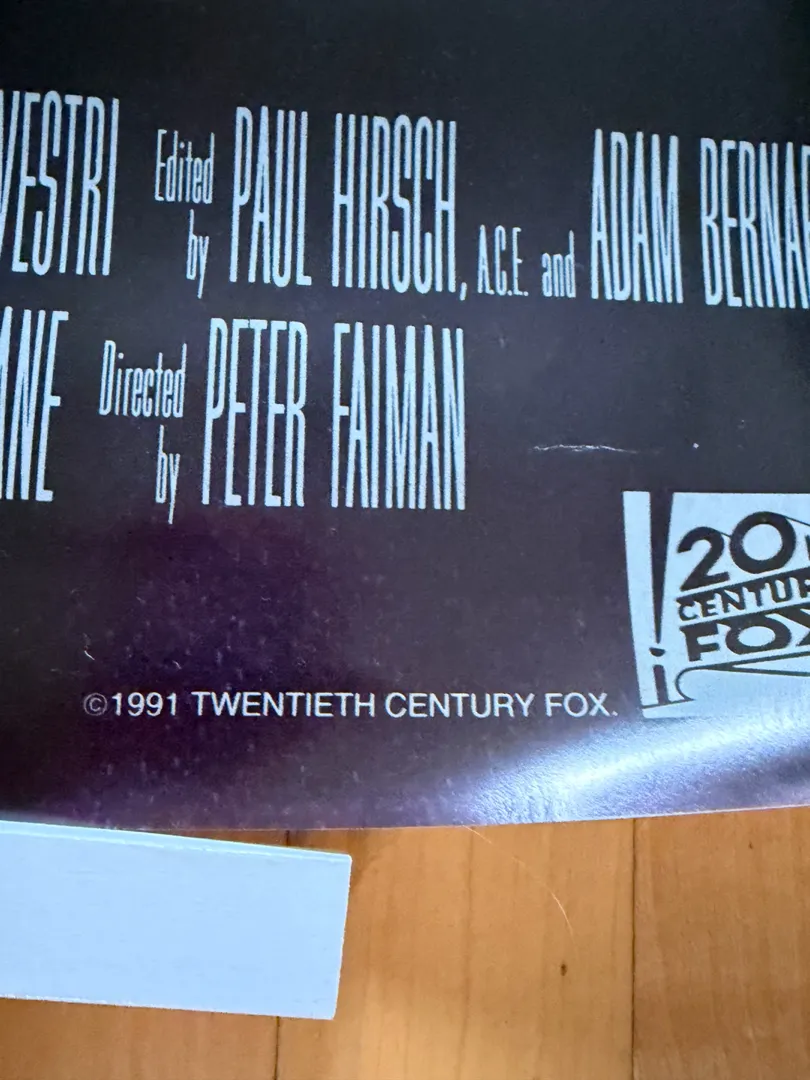 VESTRI Edited by PAUL HIRSCH, A.C.E. and ADAM BERNA
ANE Directed by PETER FAIMAN
20
CENTUR
FOX
©1991 TWENTIETH CENTURY FOX.